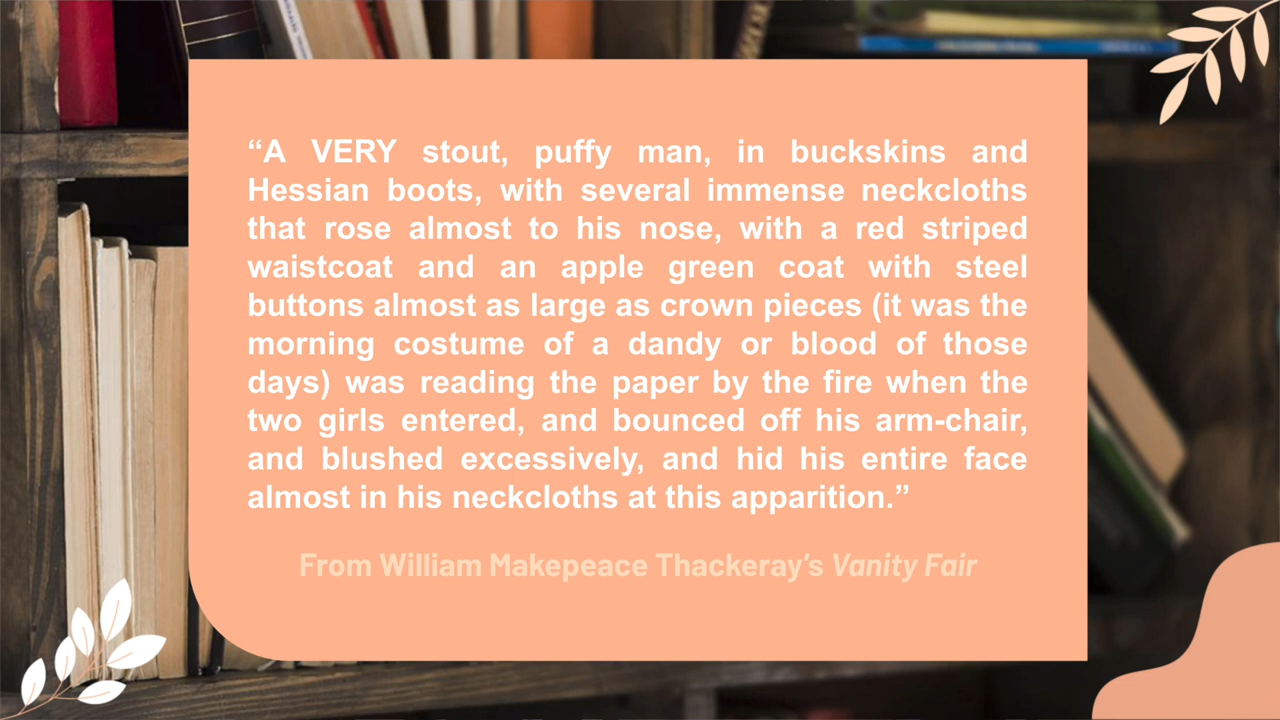 “A VERY stout, puffy man, in buckskins and
Hessian boots, with several immense neckcloths
that rose almost to his nose, with a red striped
waistcoat and an apple green coat with steel
buttons almost as large as crown pieces (it was the
morning costume of a dandy or blood of those
days) was reading the paper by the fire when the
two girls entered, and bounced off his arm-chair,
and blushed excessively, and hid his entire face
almost in his neckcloths at this apparition.”
From William Makepeace Thackeray’s Vanity Fair